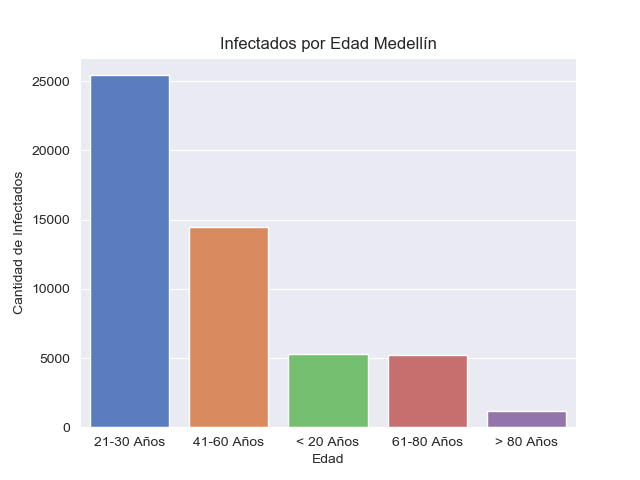 Infectados por Edad Medellín
Cantidad de Infectados
25000
20000
15000
10000
5000
0
21-30 Años
41-60 Años
< 20 Años
61-80 Años
> 80 Años
Edad